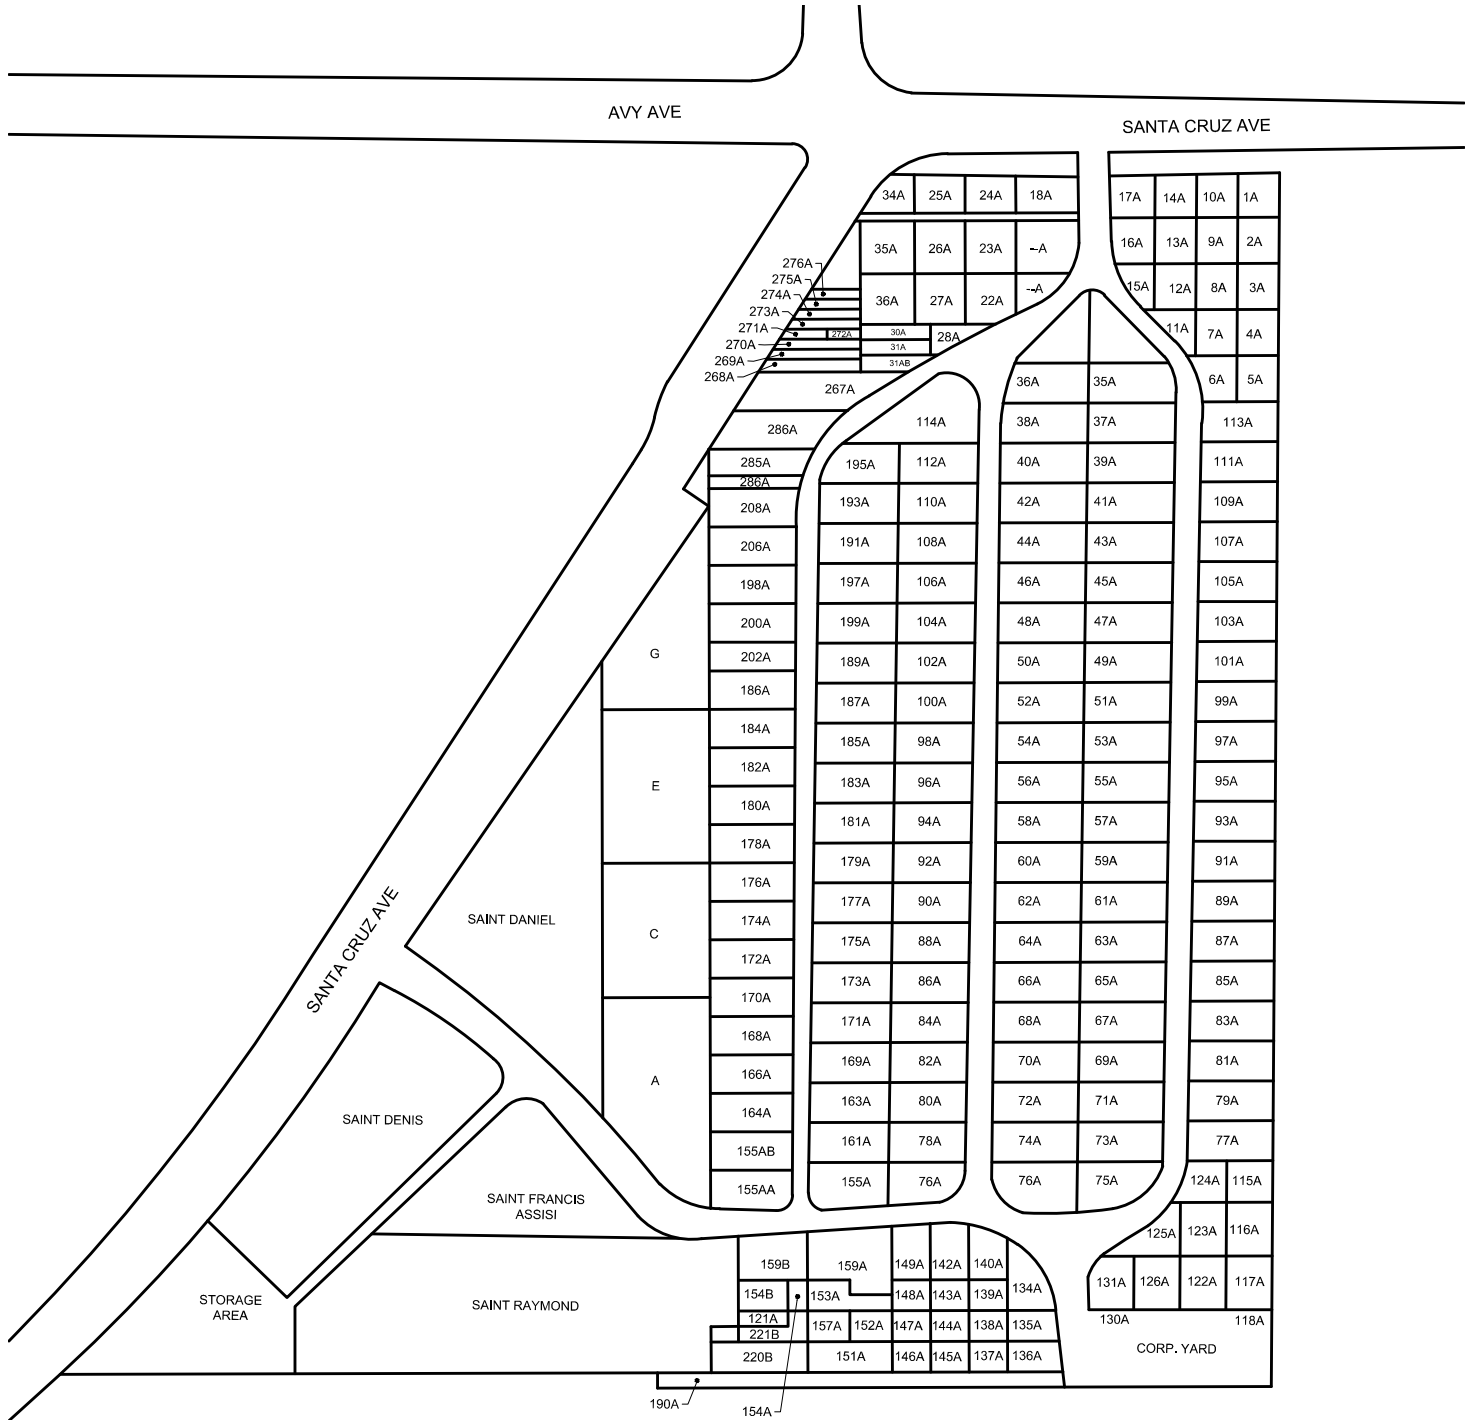 AVY AVE
SANTA CRUZ AVE
34A
25A
24A
18A
17A
14A
10A
1A
35A
26A
23A
--A
16A
13A
9A
2A
276A
275A
274A
273A
271A
272A
270A
269A
268A
36A
27A
22A
--A
15A
12A
8A
3A
30A
31A
31AB
28A
11A
7A
4A
6A
5A
267A
286A
285A
286A
208A
206A
198A
200A
202A
186A
184A
182A
180A
178A
176A
174A
172A
170A
168A
166A
164A
155AB
155AA
114A
195A
112A
193A
110A
191A
108A
197A
106A
199A
104A
189A
102A
187A
100A
185A
98A
183A
96A
181A
94A
179A
92A
177A
90A
175A
88A
173A
86A
171A
84A
169A
82A
163A
80A
161A
78A
155A
76A
36A
35A
38A
37A
40A
39A
42A
41A
44A
43A
46A
45A
48A
47A
50A
49A
52A
51A
54A
53A
56A
55A
58A
57A
60A
59A
62A
61A
64A
63A
66A
65A
68A
67A
70A
69A
72A
71A
74A
73A
76A
75A
113A
111A
109A
107A
105A
103A
101A
99A
97A
95A
93A
91A
89A
87A
85A
83A
81A
79A
77A
124A
115A
125A
123A
116A
131A
126A
122A
117A
130A
118A
CORP. YARD
G
E
C
A
SANTA CRUZ AVE
SAINT DANIEL
SAINT DENIS
SAINT FRANCIS
ASSISI
STORAGE
AREA
SAINT RAYMOND
159B
159A
149A
142A
140A
134A
154B
153A
148A
143A
139A
121A
221B
157A
152A
147A
144A
138A
135A
220B
151A
146A
145A
137A
136A
190A
154A